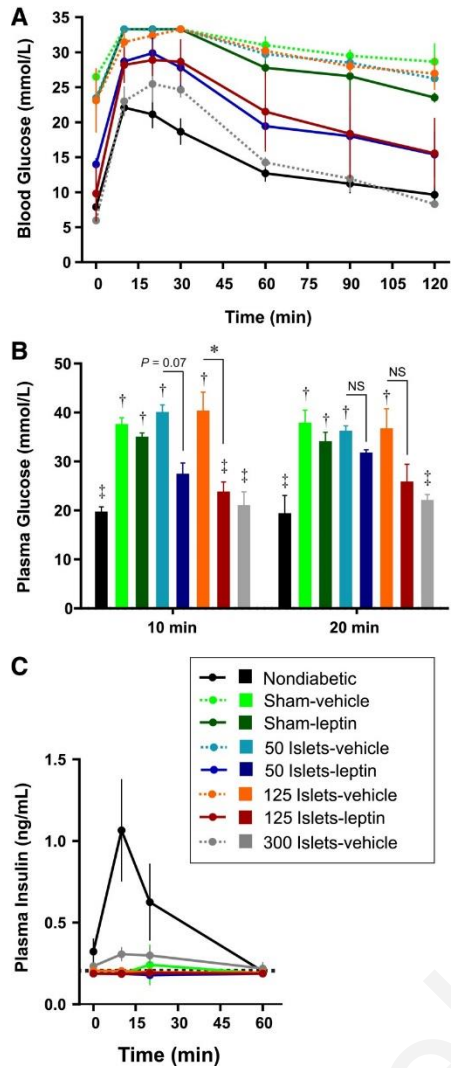 A
Blood Glucose (mmol/L)
35
30
25
20
15
10
5
0
0 15 30 45 60 75 90 105 120
Time (min)
B
Plasma Glucose (mmol/L)
50
40
30
20
10
0
‡ † † † P = 0.07 † * ‡ ‡
‡ † † † NS † NS ‡
10 min 20 min
C
Nondiabetic
Sham-vehicle
Sham-leptin
50 Islets-vehicle
50 Islets-leptin
125 Islets-vehicle
125 Islets-leptin
300 Islets-vehicle
Plasma Insulin (ng/mL)
1.5
1.0
0.5
0.0
0 15 30 45 60
Time (min)